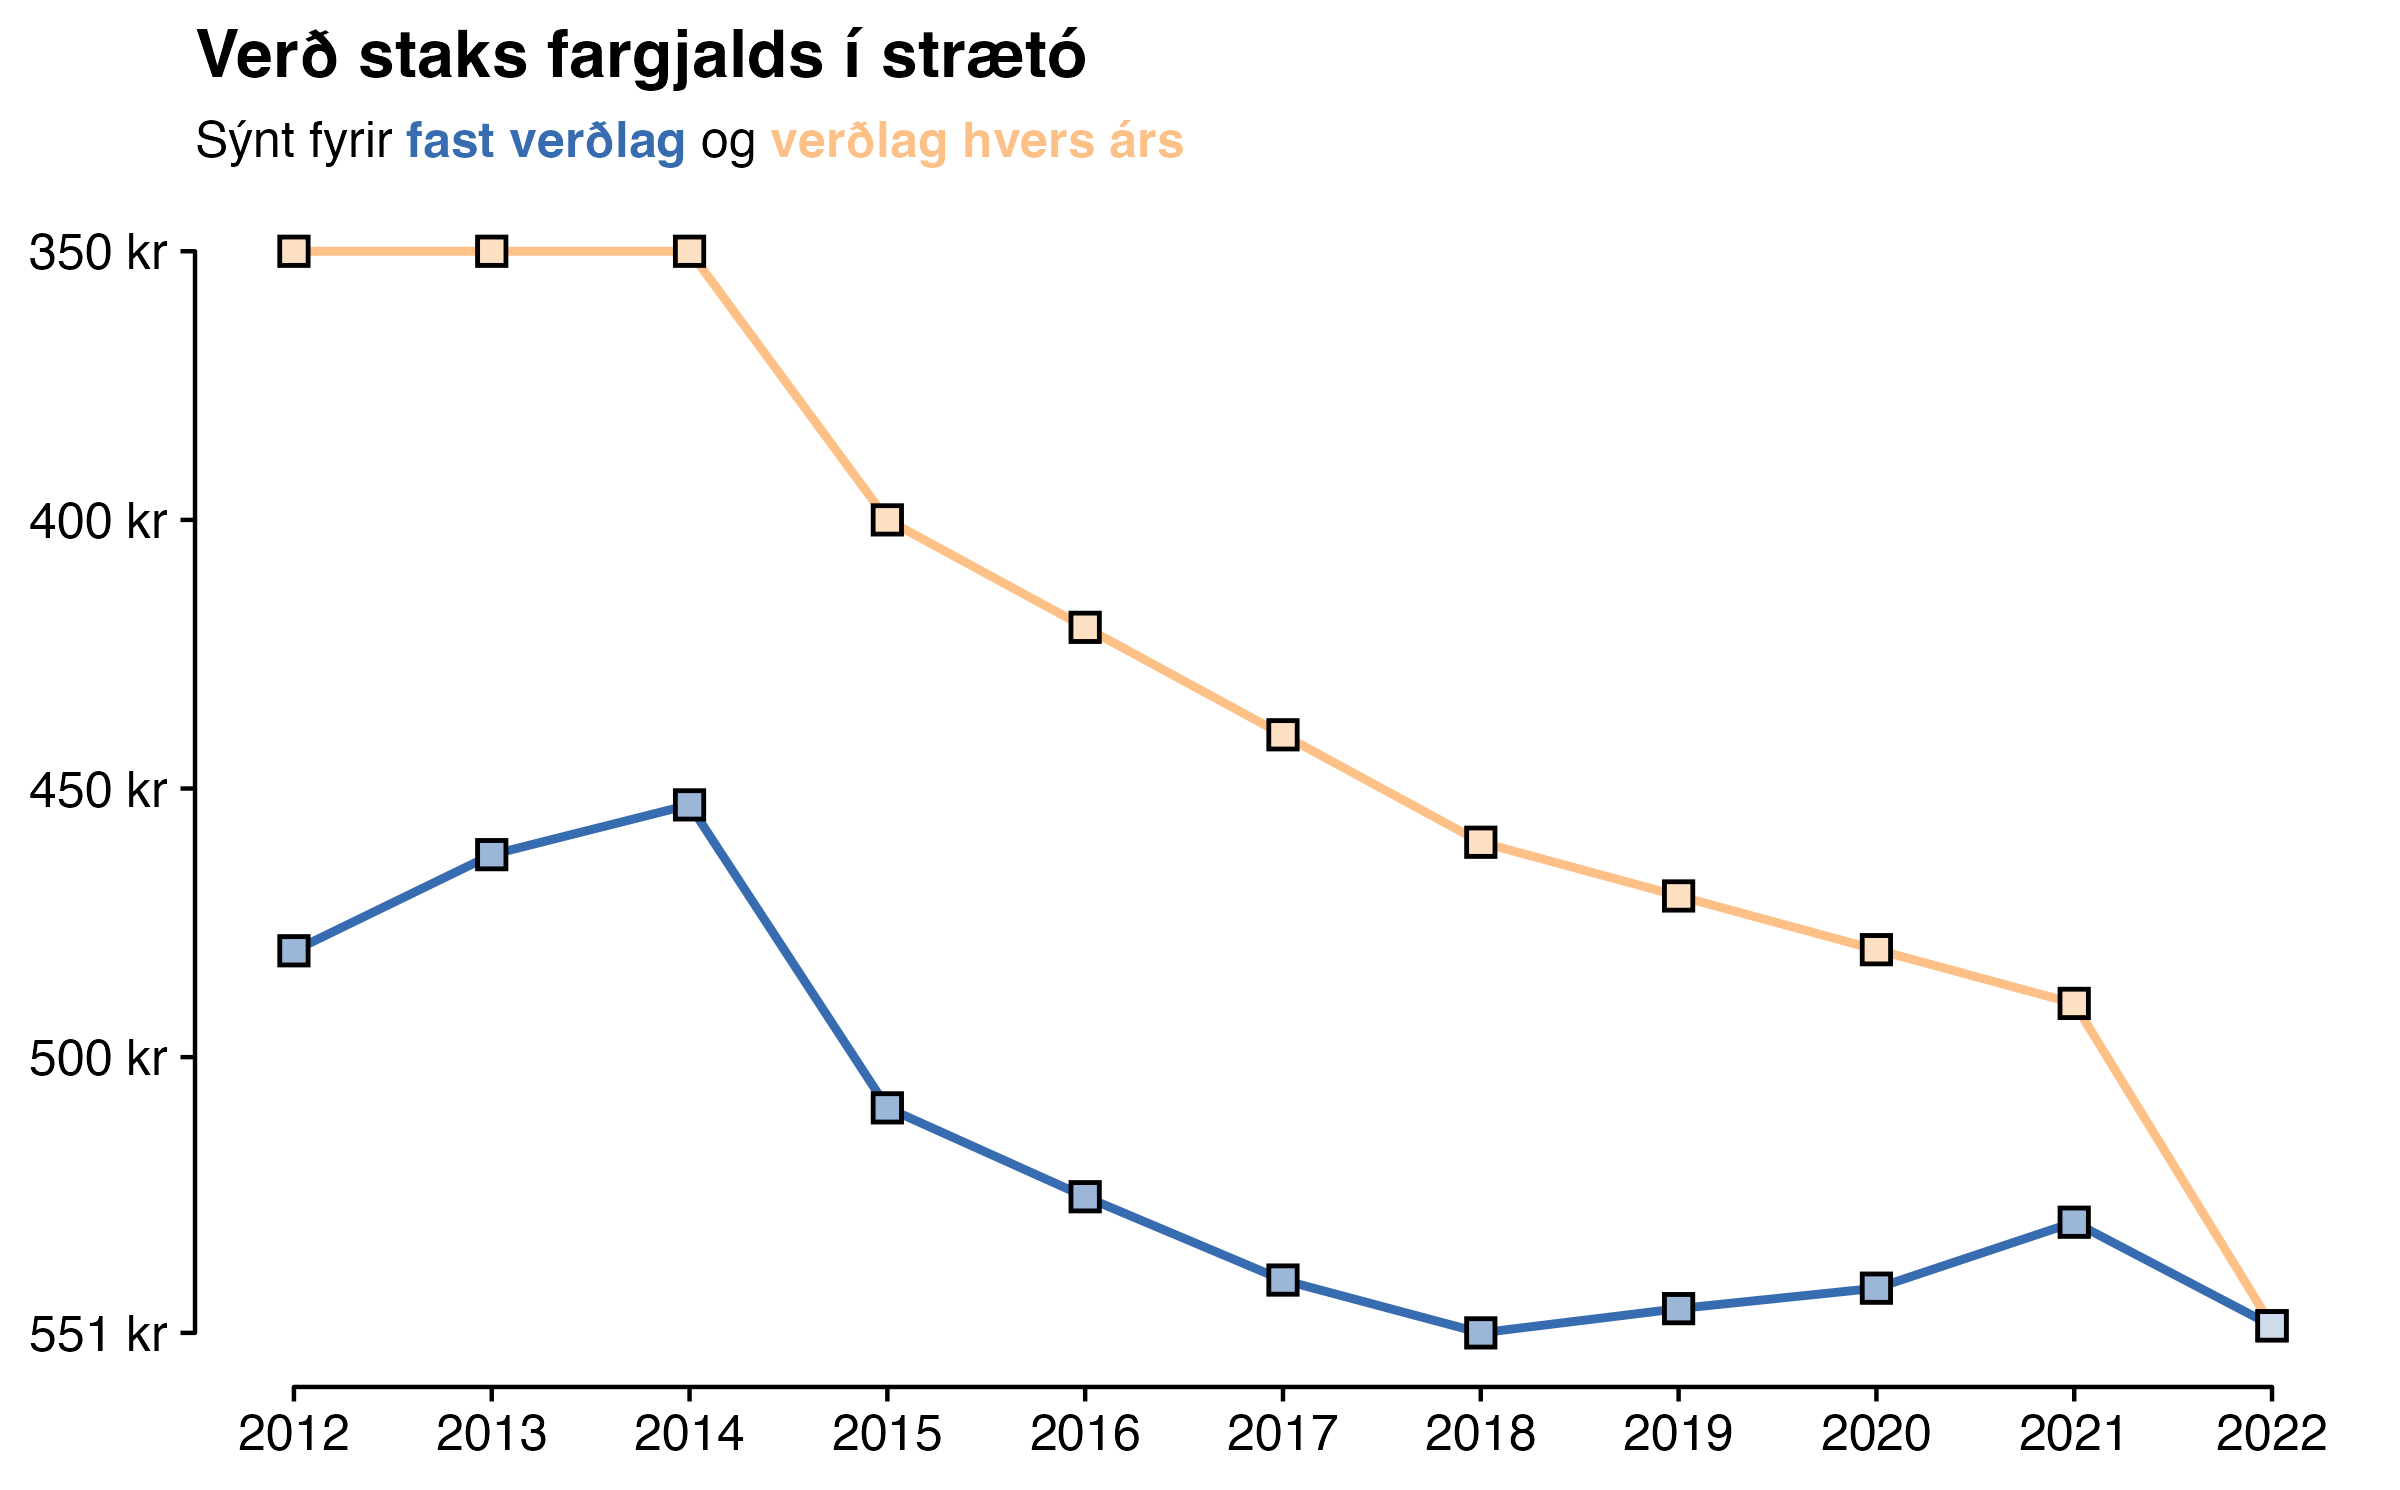 Verð staks fargjalds í strætó
Sýnt fyrir fast verðlag og verðlag hvers árs
350 kr
400 kr
450 kr
500 kr
551 kr
2012 2013 2014 2015 2016 2017 2018 2019 2020 2021 2022